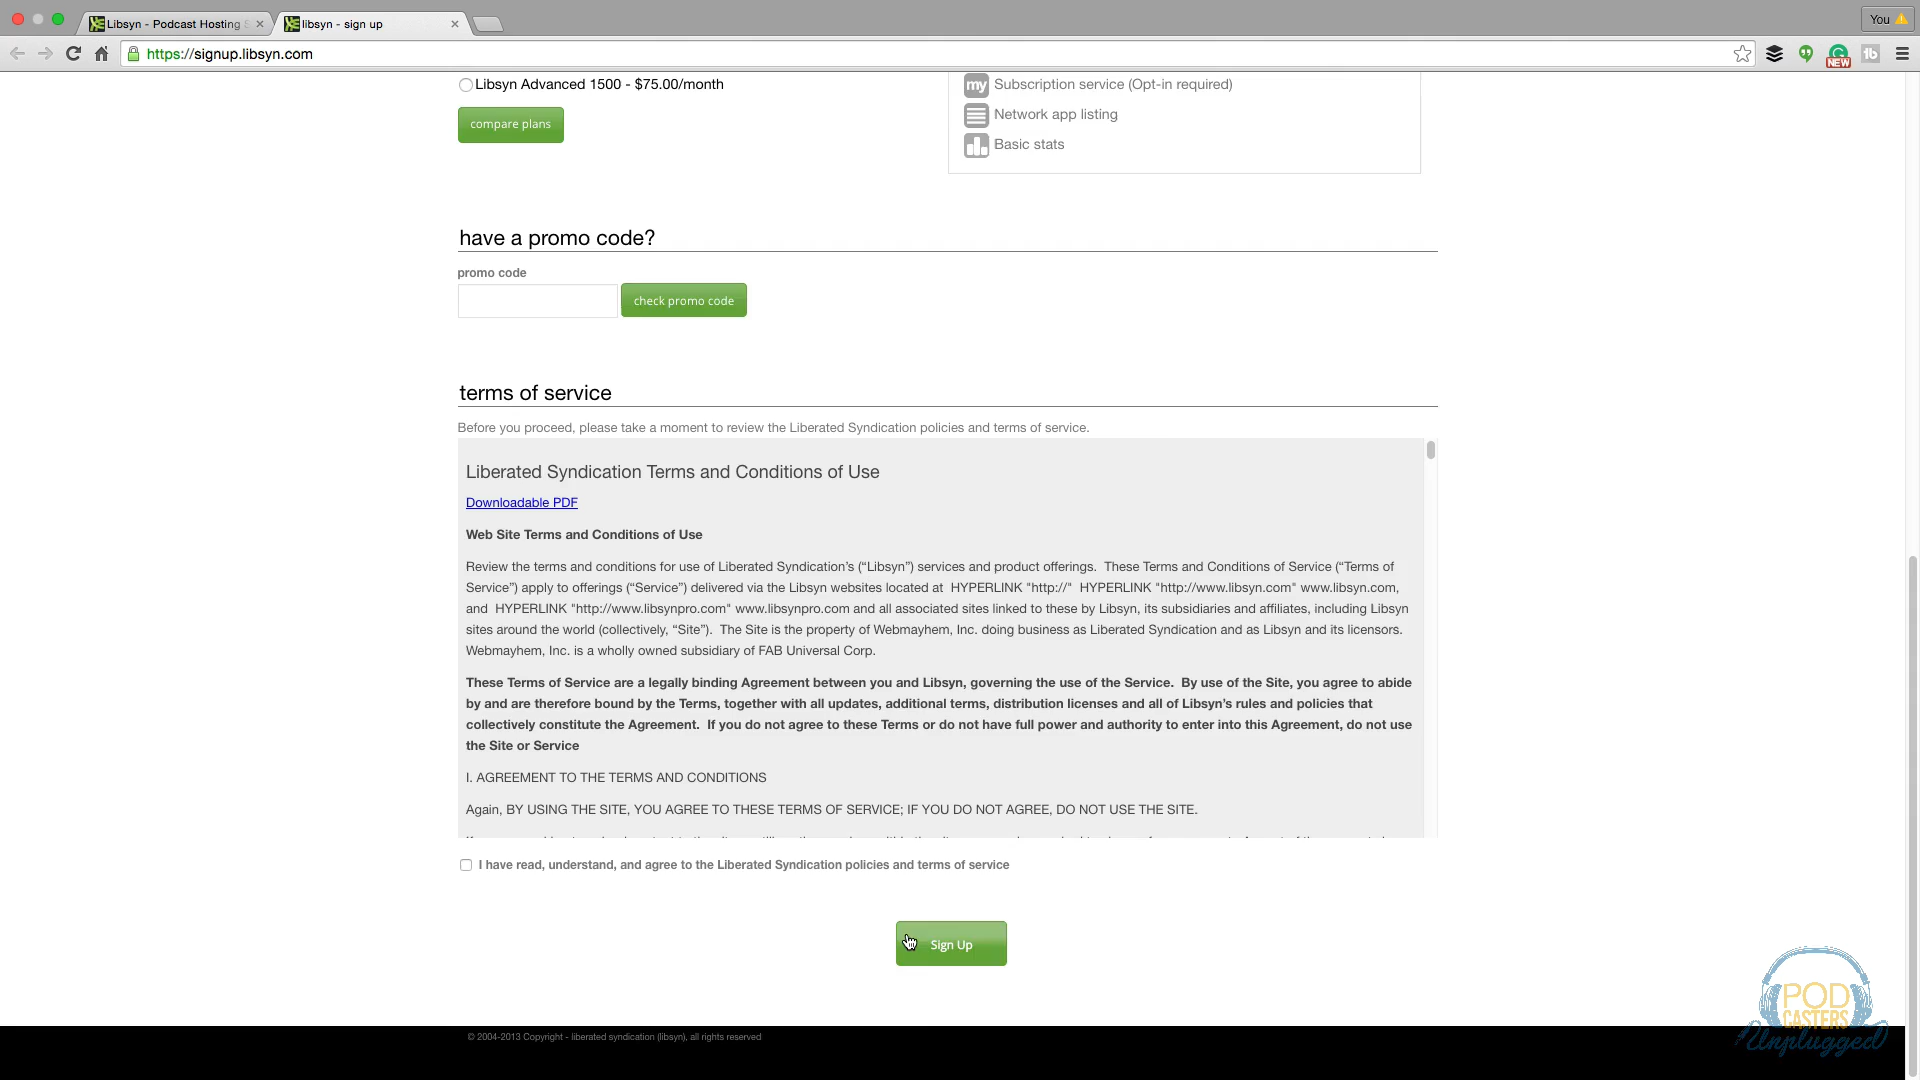 Libsyn - Podcast Hosting
libsyn - sign up
You
https://signup.libsyn.com
NEW
Libsyn Advanced 1500 - $75.00/month
compare plans
my Subscription service (Opt-in required)
Network app listing
Basic stats
have a promo code?
promo code
check promo code
terms of service
Before you proceed, please take a moment to review the Liberated Syndication policies and terms of service.
Liberated Syndication Terms and Conditions of Use
Downloadable PDF
Web Site Terms and Conditions of Use
Review the terms and conditions for use of Liberated Syndication’s (“Libsyn”) services and product offerings.  These Terms and Conditions of Service (“Terms of
Service”) apply to offerings (“Service”) delivered via the Libsyn websites located at  HYPERLINK "http://"  HYPERLINK "http://www.libsyn.com" www.libsyn.com,
and  HYPERLINK "http://www.libsynpro.com" www.libsynpro.com and all associated sites linked to these by Libsyn, its subsidiaries and affiliates, including Libsyn
sites around the world (collectively, “Site”).  The Site is the property of Webmayhem, Inc. doing business as Liberated Syndication and as Libsyn and its licensors.
Webmayhem, Inc. is a wholly owned subsidiary of FAB Universal Corp.
These Terms of Service are a legally binding Agreement between you and Libsyn, governing the use of the Service.  By use of the Site, you agree to abide
by and are therefore bound by the Terms, together with all updates, additional terms, distribution licenses and all of Libsyn’s rules and policies that
collectively constitute the Agreement.  If you do not agree to these Terms or do not have full power and authority to enter into this Agreement, do not use
the Site or Service
I. AGREEMENT TO THE TERMS AND CONDITIONS
Again, BY USING THE SITE, YOU AGREE TO THESE TERMS OF SERVICE; IF YOU DO NOT AGREE, DO NOT USE THE SITE.
I have read, understand, and agree to the Liberated Syndication policies and terms of service
Sign Up
POD
CASTERS
Unplugged
© 2004-2013 Copyright - liberated syndication (libsyn), all rights reserved